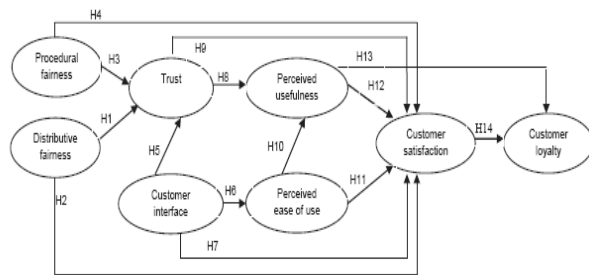 H4
H9
H13
Procedural
fairness
H3
Trust
H8
Perceived
usefulness
H12
Distributive
fairness
H1
H5
H10
Customer
satisfaction
H14
Customer
loyalty
H2
Customer
interface
H6
Perceived
ease of use
H11
H7